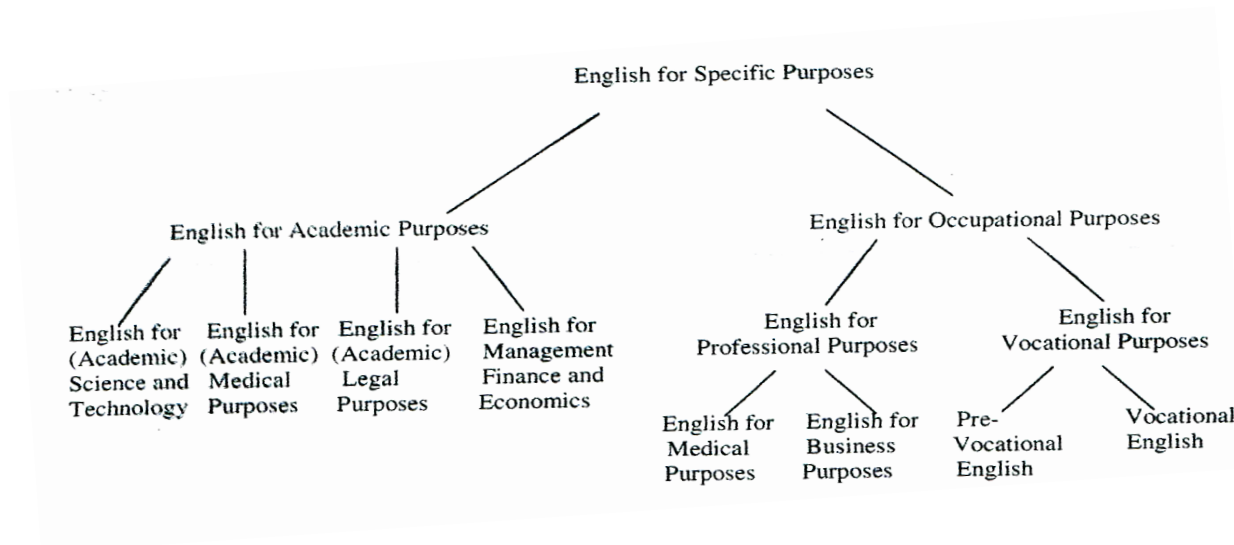 English for Specific Purposes
English for Academic Purposes
English for Occupational Purposes
English for
(Academic)
Science and
Technology
English for
(Academic)
Medical
Purposes
English for
(Academic)
Legal
Purposes
English for
Management
Finance and
Economics
English for
Professional Purposes
English for
Vocational Purposes
English for
Medical
Purposes
English for
Business
Purposes
Pre-
Vocational
English
Vocational
English